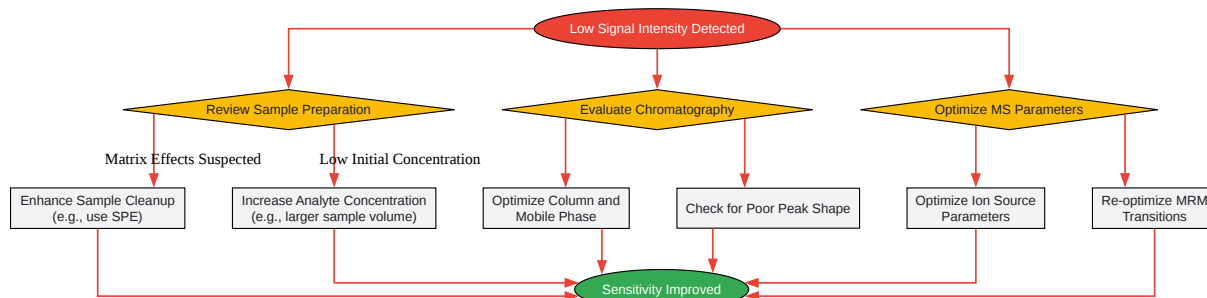 Low Signal Intensity Detected
Review Sample Preparation
Evaluate Chromatography
Optimize MS Parameters
Matrix Effects Suspected
Low Initial Concentration
Enhance Sample Cleanup
(e.g., use SPE)
Increase Analyte Concentration
(e.g., larger sample volume)
Optimize Column and
Mobile Phase
Check for Poor Peak Shape
Optimize Ion Source
Parameters
Re-optimize MRM
Transitions
Sensitivity Improved